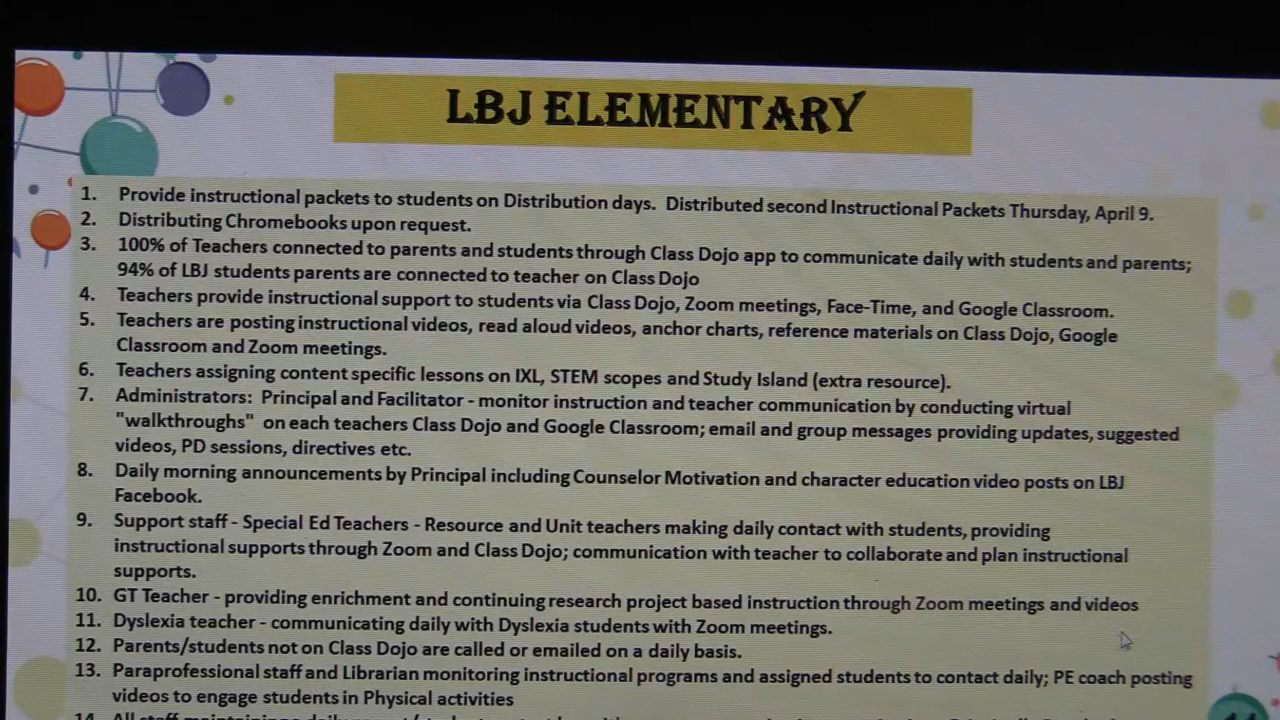 LBJ ELEMENTARY
1. Provide instructional packets to students on Distribution days. Distributed second Instructional Packets Thursday, April 9.
2. Distributing Chromebooks upon request.
3. 100% of Teachers connected to parents and students through Class Dojo app to communicate daily with students and parents;
94% of LBJ students parents are connected to teacher on Class Dojo
4. Teachers provide instructional support to students via Class Dojo, Zoom meetings, Face-Time, and Google Classroom.
5. Teachers are posting instructional videos, read aloud videos, anchor charts, reference materials on Class Dojo, Google
Classroom and Zoom meetings.
6. Teachers assigning content specific lessons on IXL, STEM scopes and Study Island (extra resource).
7. Administrators: Principal and Facilitator - monitor instruction and teacher communication by conducting virtual
"walkthroughs" on each teachers Class Dojo and Google Classroom; email and group messages providing updates, suggested
videos, PD sessions, directives etc.
8. Daily morning announcements by Principal including Counselor Motivation and character education video posts on LBJ
Facebook.
9. Support staff - Special Ed Teachers - Resource and Unit teachers making daily contact with students, providing
instructional supports through Zoom and Class Dojo; communication with teacher to collaborate and plan instructional
supports.
10. GT Teacher - providing enrichment and continuing research project based instruction through Zoom meetings and videos
11. Dyslexia teacher - communicating daily with Dyslexia students with Zoom meetings.
12. Parents/students not on Class Dojo are called or emailed on a daily basis.
13. Paraprofessional staff and Librarian monitoring instructional programs and assigned students to contact daily; PE coach posting
videos to engage students in Physical activities
14. All staff